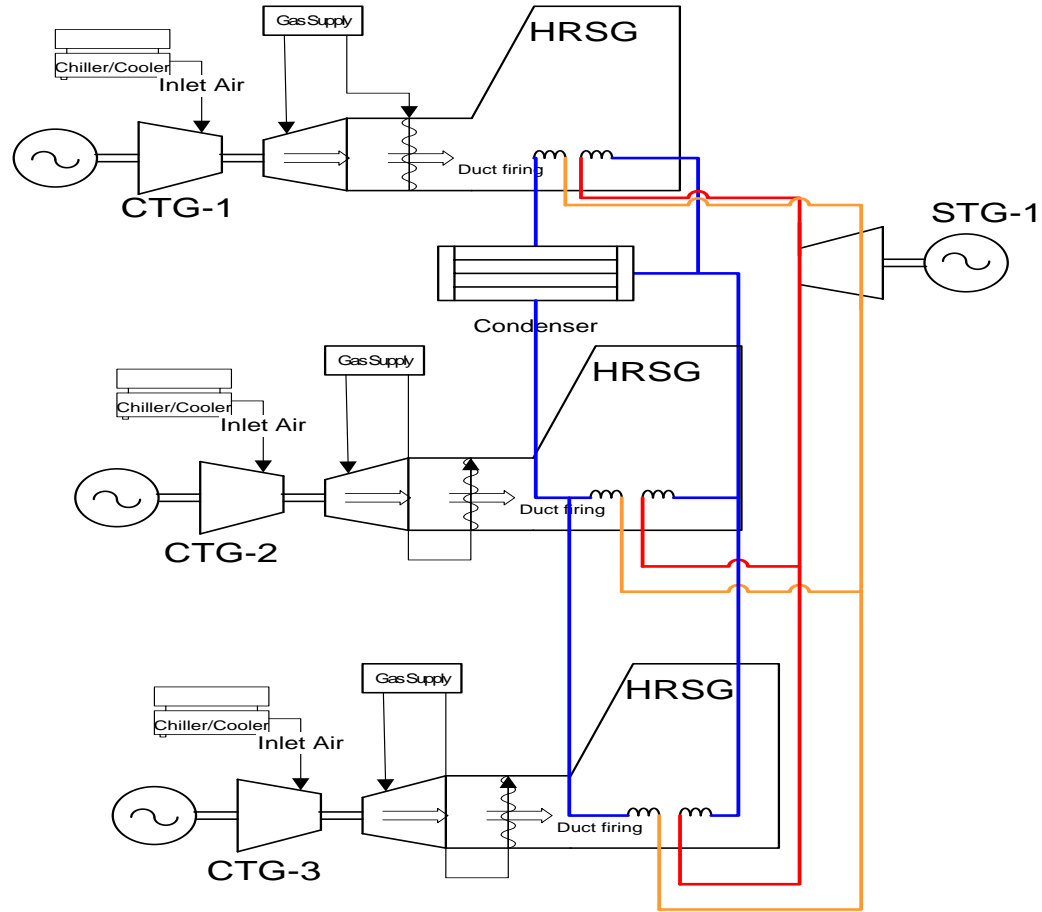 Gas Supply
HRSG
Chiller/Cooler
Inlet Air
Duct firing
CTG-1
STG-1
Condenser
Gas Supply
HRSG
Chiller/Cooler
Inlet Air
Duct firing
CTG-2
Gas Supply
HRSG
Chiller/Cooler
Inlet Air
Duct firing
CTG-3